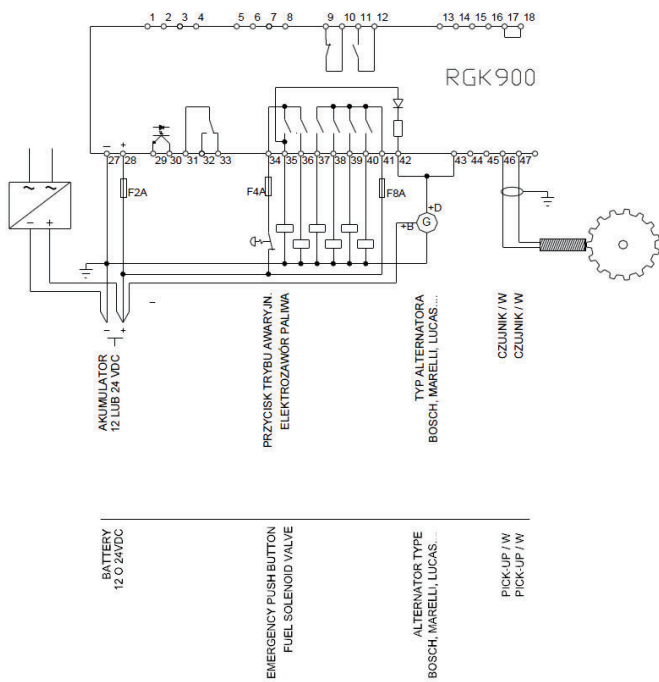 1 2 3 4 5 6 7 8 9 10 11 12 13 14 15 16 17 18
RGK900
− +
27 28 29 30 31 32 33 34 35 36 37 38 39 40 41 42 43 44 45 46 47
F2A
F4A
F8A
~ ~
− +
+D
+B
G
−
− +
AKUMULATOR
12 LUB 24 VDC
PRZYCISK TRYBU AWARYJN.
ELEKTROZAWÓR PALIWA
TYP ALTERNATORA
BOSCH, MARELLI, LUCAS...
CZUJNIK / W
CZUJNIK / W
BATTERY
12 O 24VDC
EMERGENCY PUSH BUTTON
FUEL SOLENOID VALVE
ALTERNATOR TYPE
BOSCH, MARELLI, LUCAS...
PICK-UP / W
PICK-UP / W